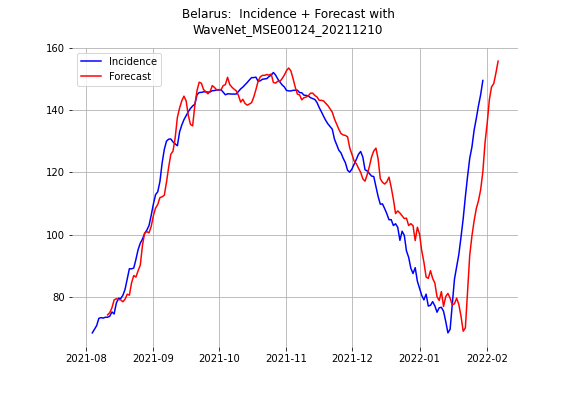 Belarus:  Incidence + Forecast with
WaveNet_MSE00124_20211210
Incidence
Forecast
160
140
120
100
80
2021-08 2021-09 2021-10 2021-11 2021-12 2022-01 2022-02